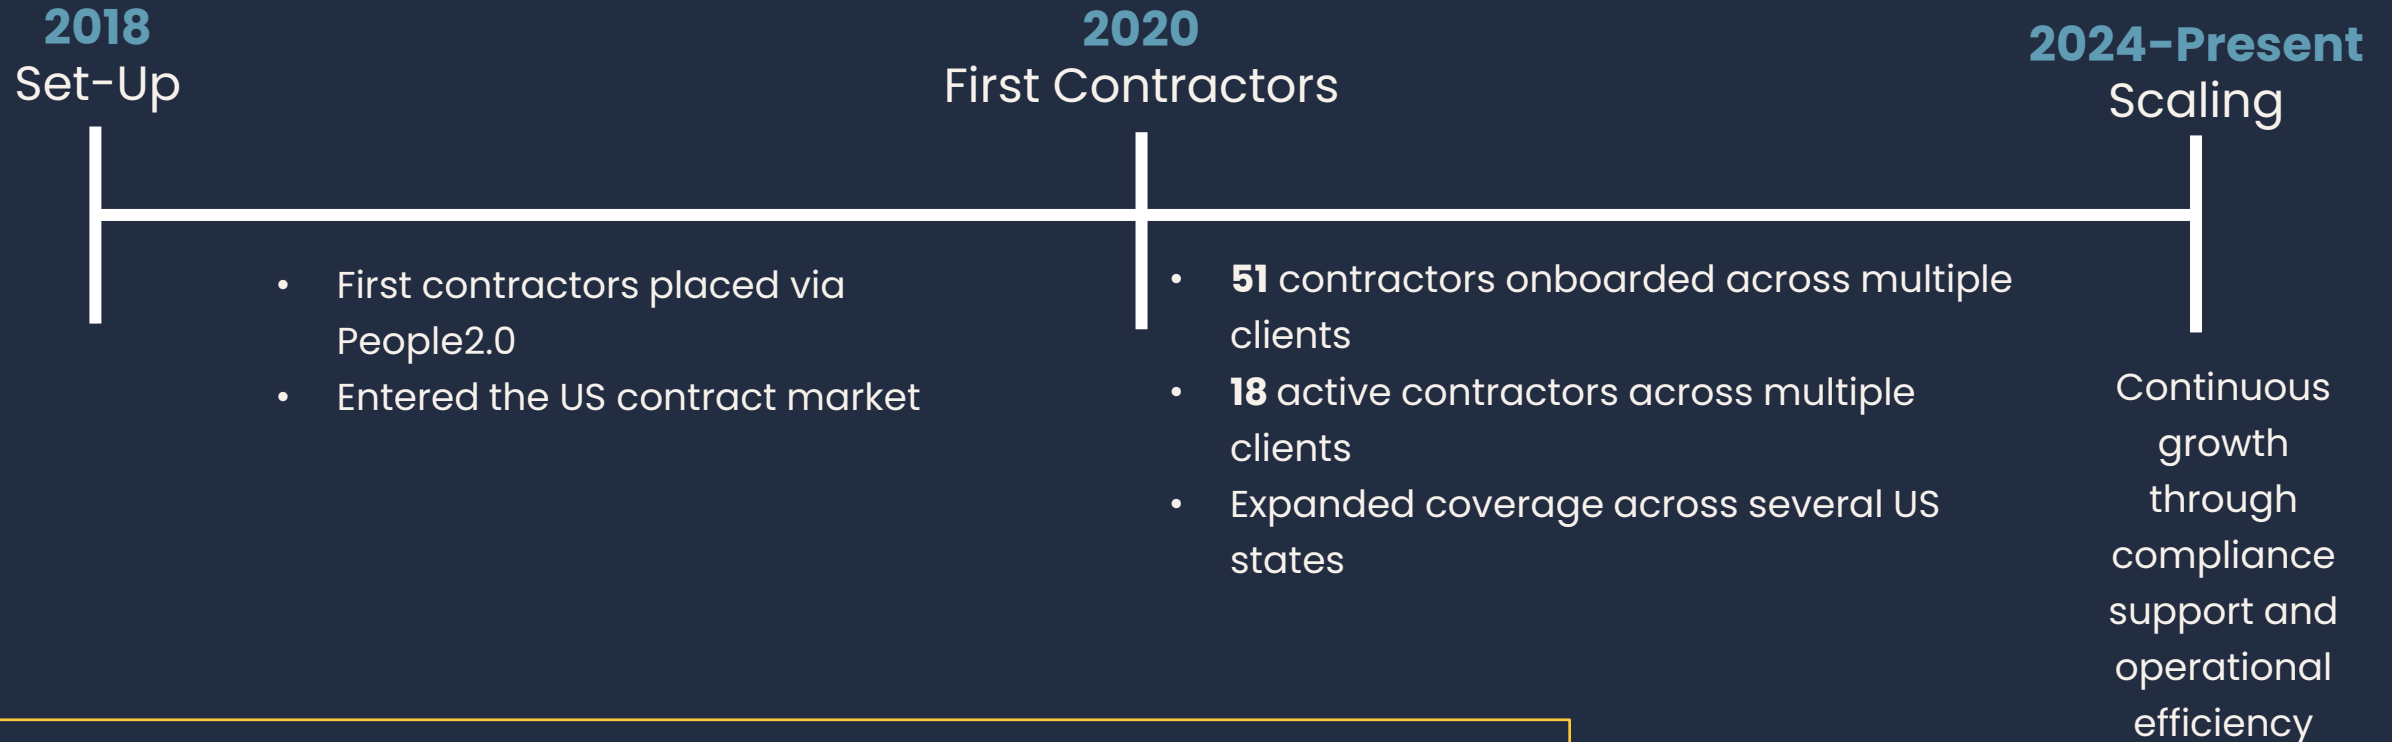 2018
Set-Up
2020
First Contractors
2024-Present
Scaling
• First contractors placed via
People2.0
• Entered the US contract market
• 51 contractors onboarded across multiple
clients
• 18 active contractors across multiple
clients
• Expanded coverage across several US
states
Continuous
growth
through
compliance
support and
operational
efficiency